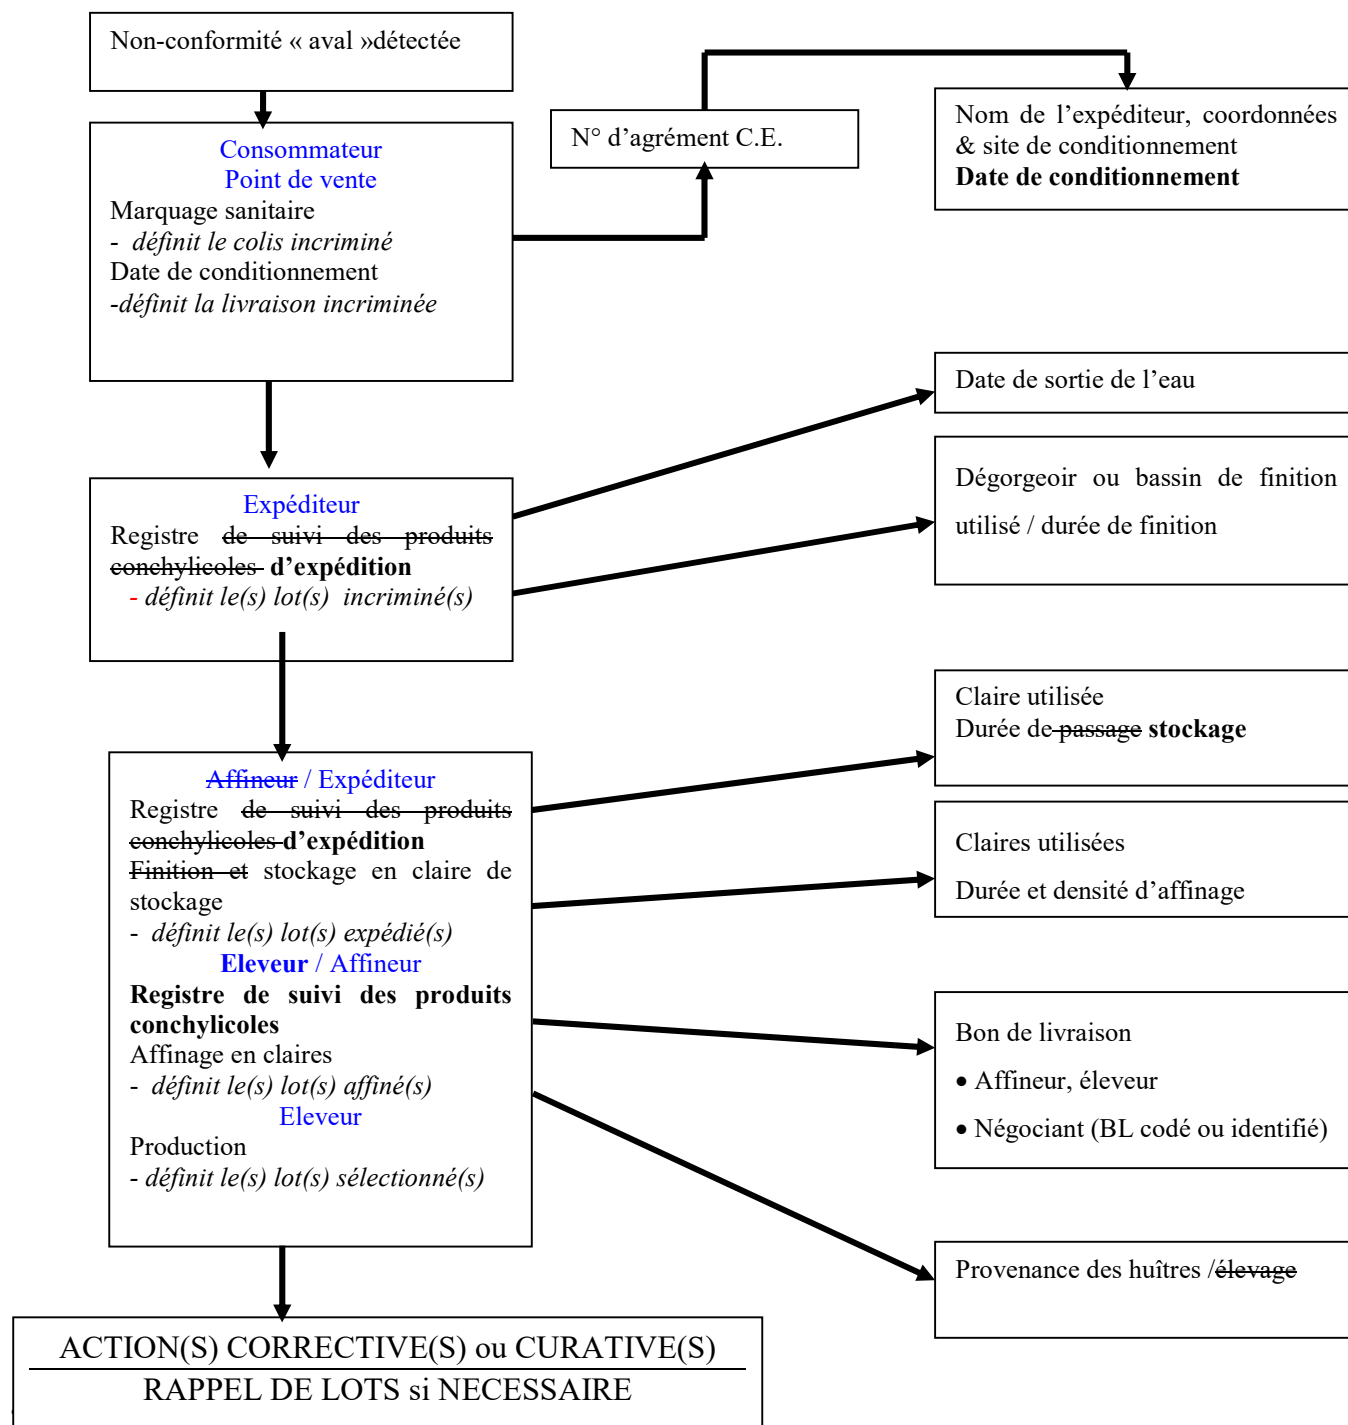 Non-conformité « aval »détectée
Consommateur
Point de vente
Marquage sanitaire
- définit le colis incriminé
Date de conditionnement
-définit la livraison incriminée
N° d'agrément C.E.
Nom de l'expéditeur, coordonnées
& site de conditionnement
Date de conditionnement
Date de sortie de l'eau
Dégorgeoir ou bassin de finition
utilisé / durée de finition
Expéditeur
Registre de suivi des produits
conchylicoles d'expédition
- définit le(s) lot(s) incriminé(s)
Claire utilisée
Durée de passage stockage
Claires utilisées
Durée et densité d'affinage
Affineur / Expéditeur
Registre de suivi des produits
conchylicoles d'expédition
Finition et stockage en claire de
stockage
- définit le(s) lot(s) expédié(s)
Eleveur / Affineur
Registre de suivi des produits
conchylicoles
Affinage en claires
- définit le(s) lot(s) affiné(s)
Eleveur
Production
- définit le(s) lot(s) sélectionné(s)
Bon de livraison
• Affineur, éleveur
• Négociant (BL codé ou identifié)
Provenance des huîtres /élevage
ACTION(S) CORRECTIVE(S) ou CURATIVE(S)
RAPPEL DE LOTS si NECESSAIRE